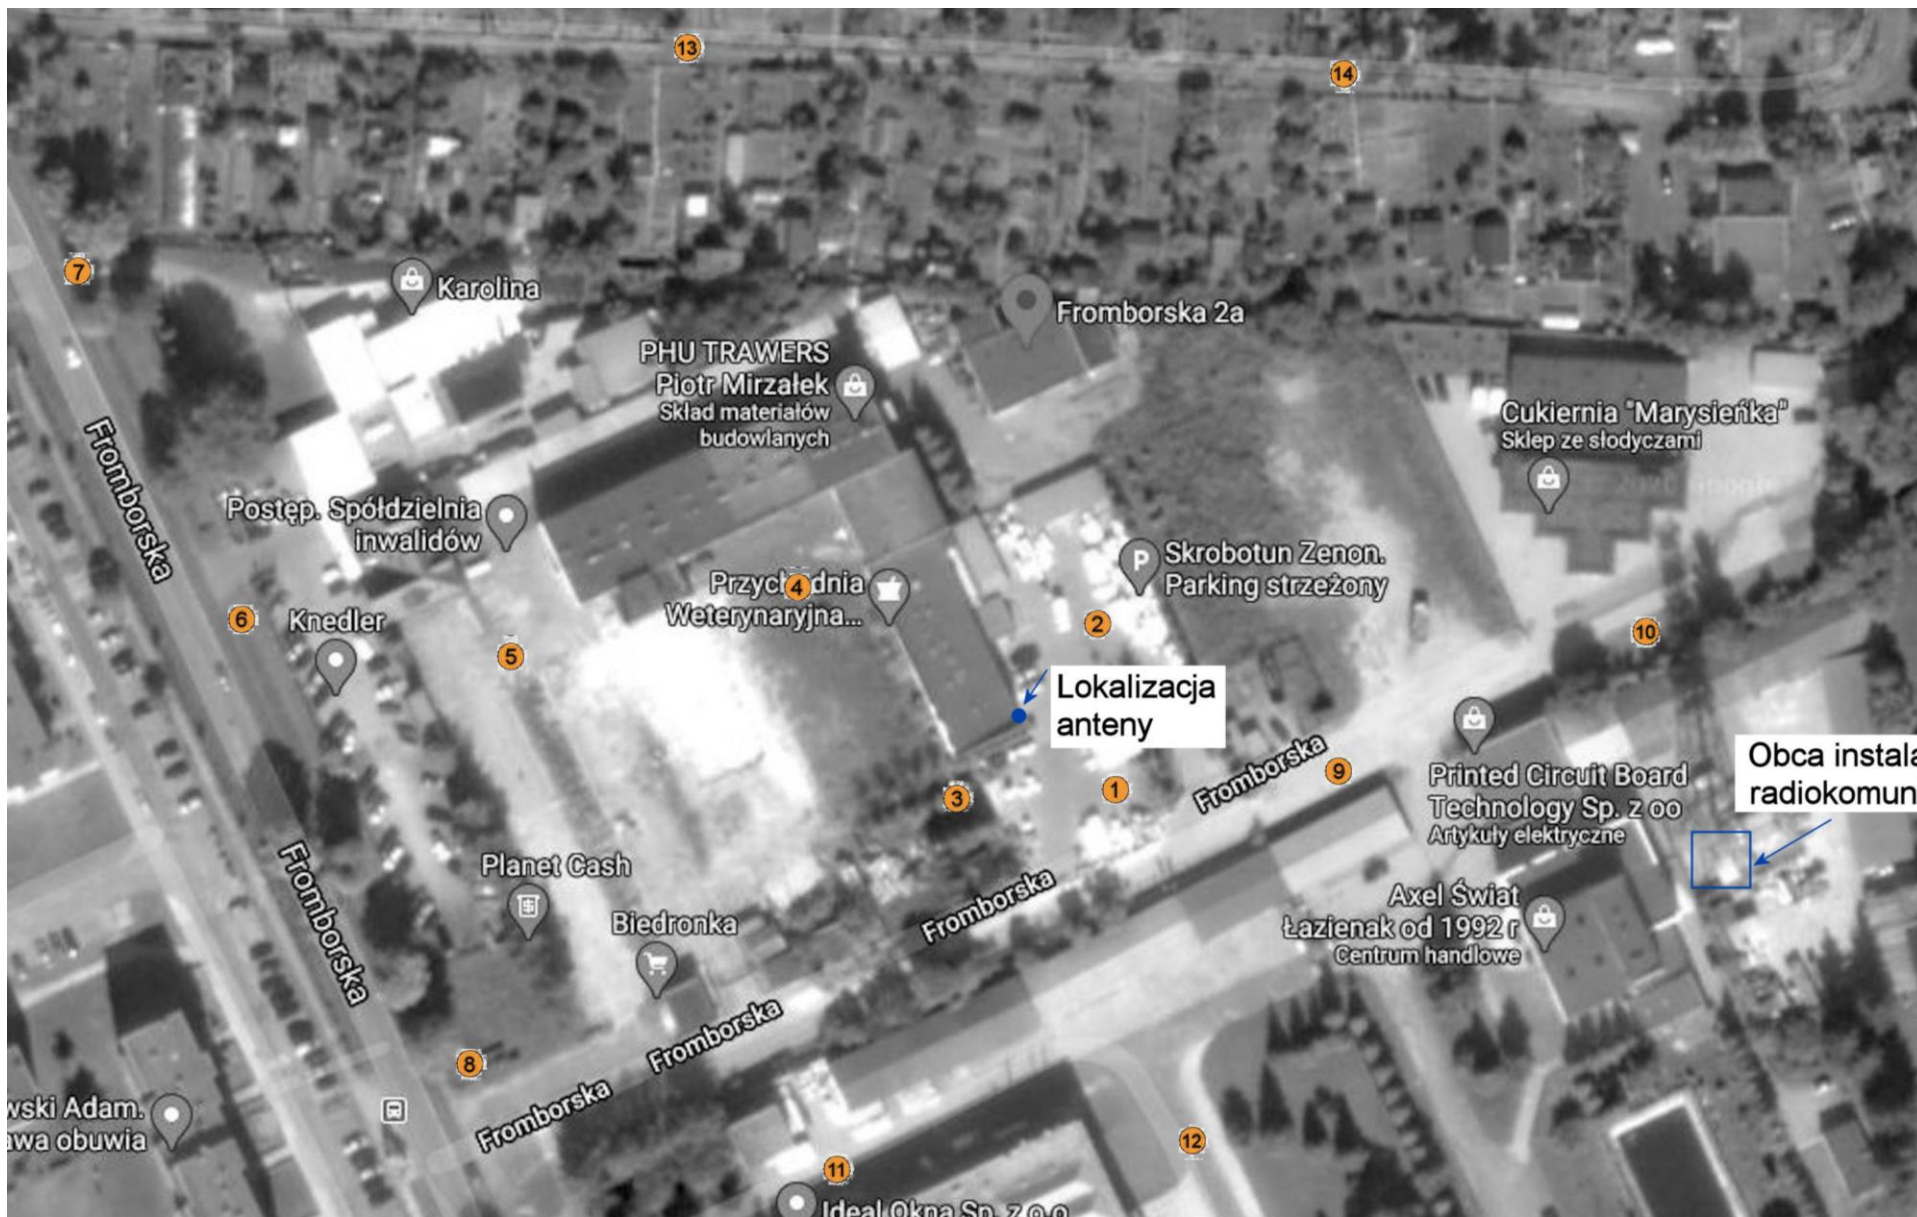 13
14
7
Karolina
Fromborska 2a
PHU TRAWERS
Piotr Mirzałek
Skład materiałów
budowlanych
Cukiernia "Marysieńka"
Sklep ze słodyczami
Fromborska
Postęp. Spółdzielnia
inwalidów
P
Skrobotun Zenon.
Parking strzeżony
Przychodnia
Weterynaryjna...
4
6
Knedler
2
10
5
Lokalizacja
anteny
Fromborska
9
3
1
Printed Circuit Board
Technology Sp. z oo
Artykuły elektryczne
Obca
radiokomun
Planet Cash
$
Fromborska
Fromborska
Biedronka
Axel Świat
Łazienak od 1992 r
Centrum handlowe
Fromborska
8
Fromborska
wski Adam.
awa obuwia
12
11
Ideal Okna Sp. z o.o